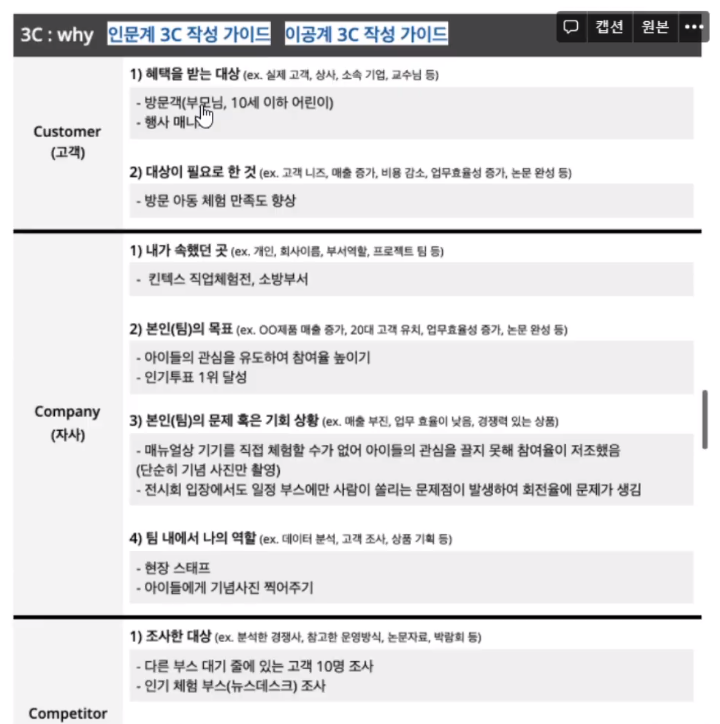 캡션 원본
3C : why 인문계 3C 작성 가이드 이공계 3C 작성 가이드
Customer
(고객)
1) 혜택을 받는 대상 (ex. 실제 고객, 상사, 소속 기업, 교수님 등)
- 방문객(부모님, 10세 이하 어린이)
- 행사 매니
2) 대상이 필요로 한 것 (ex. 고객 니즈, 매출 증가, 비용 감소, 업무효율성 증가, 논문 완성 등)
- 방문 아동 체험 만족도 향상
Company
(자사)
1) 내가 속했던 곳 (ex. 개인, 회사이름, 부서역할, 프로젝트 팀 등)
- 킨텍스 직업체험전, 소방부서
2) 본인(팀)의 목표 (ex. OO제품 매출 증가, 20대 고객 유치, 업무효율성 증가, 논문 완성 등)
- 아이들의 관심을 유도하여 참여율 높이기
- 인기투표 1위 달성
3) 본인(팀)의 문제 혹은 기회 상황 (ex. 매출 부진, 업무 효율이 낮음, 경쟁력 있는 상품)
- 매뉴얼상 기기를 직접 체험할 수가 없어 아이들의 관심을 끌지 못해 참여율이 저조했음
(단순히 기념 사진만 촬영)
- 전시회 입장에서도 일정 부스에만 사람이 쏠리는 문제점이 발생하여 회전율에 문제가 생김
4) 팀 내에서 나의 역할 (ex. 데이터 분석, 고객 조사, 상품 기획 등)
- 현장 스태프
- 아이들에게 기념사진 찍어주기
Competitor
1) 조사한 대상 (ex. 분석한 경쟁사, 참고한 운영방식, 논문자료, 박람회 등)
- 다른 부스 대기 줄에 있는 고객 10명 조사
- 인기 체험 부스(뉴스데스크) 조사